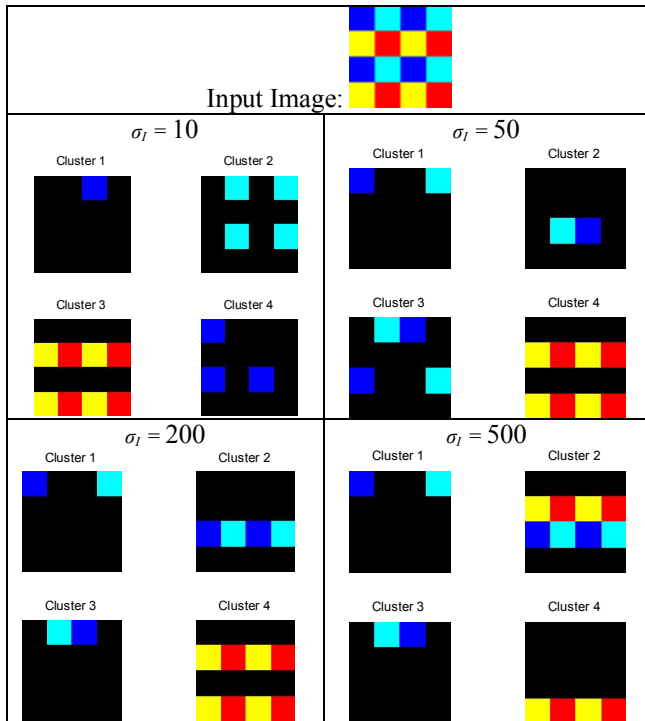 Input Image:
σI = 10
Cluster 1
Cluster 2
Cluster 3
Cluster 4
σI = 50
Cluster 1
Cluster 2
Cluster 3
Cluster 4
σI = 200
Cluster 1
Cluster 2
Cluster 3
Cluster 4
σI = 500
Cluster 1
Cluster 2
Cluster 3
Cluster 4